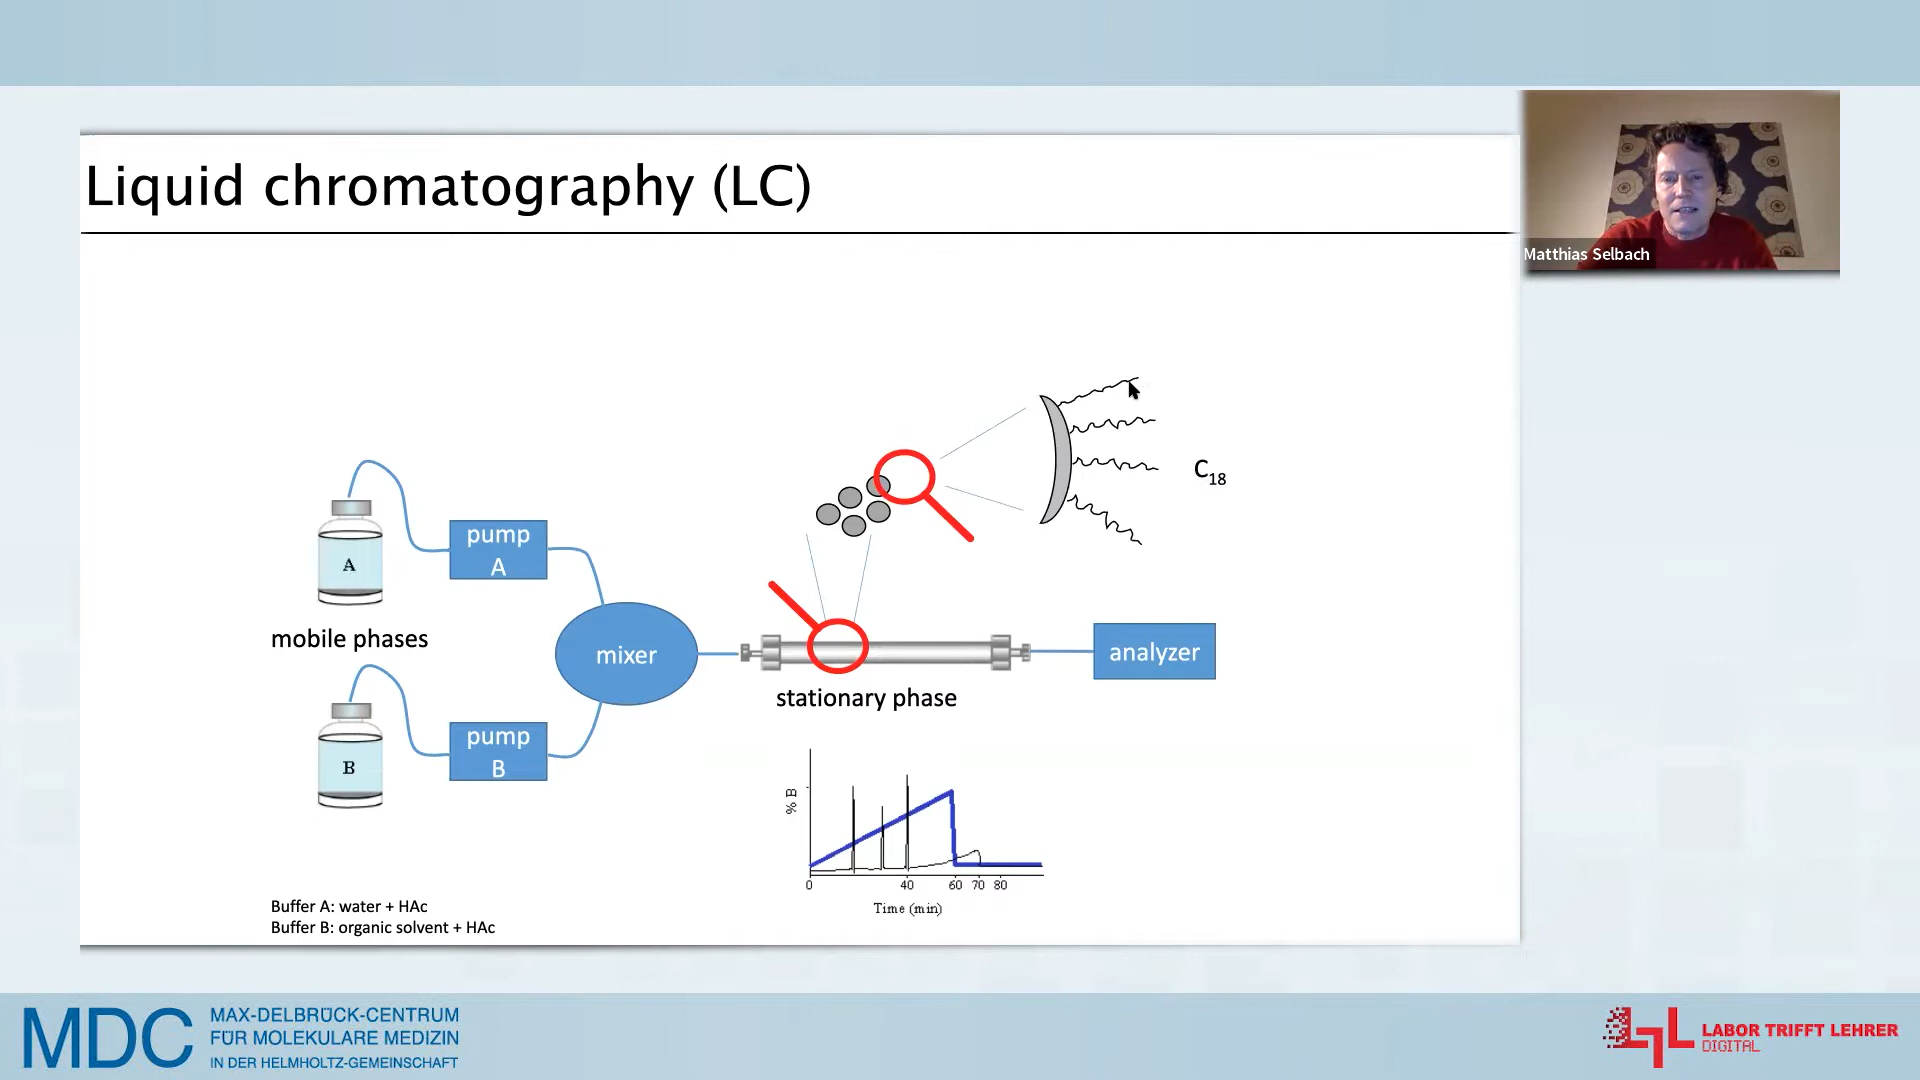 Liquid chromatography (LC)
Matthias Selbach
C18
A
pump
A
mobile phases
mixer
analyzer
stationary phase
B
pump
B
% B
0 40 60 70 80
Time (min)
Buffer A: water + HAc
Buffer B: organic solvent + HAc
MDC
MAX-DELBRÜCK-CENTRUM
FÜR MOLEKULARE MEDIZIN
IN DER HELMHOLTZ-GEMEINSCHAFT
LTL
LABOR TRIFFT LEHRER
DIGITAL